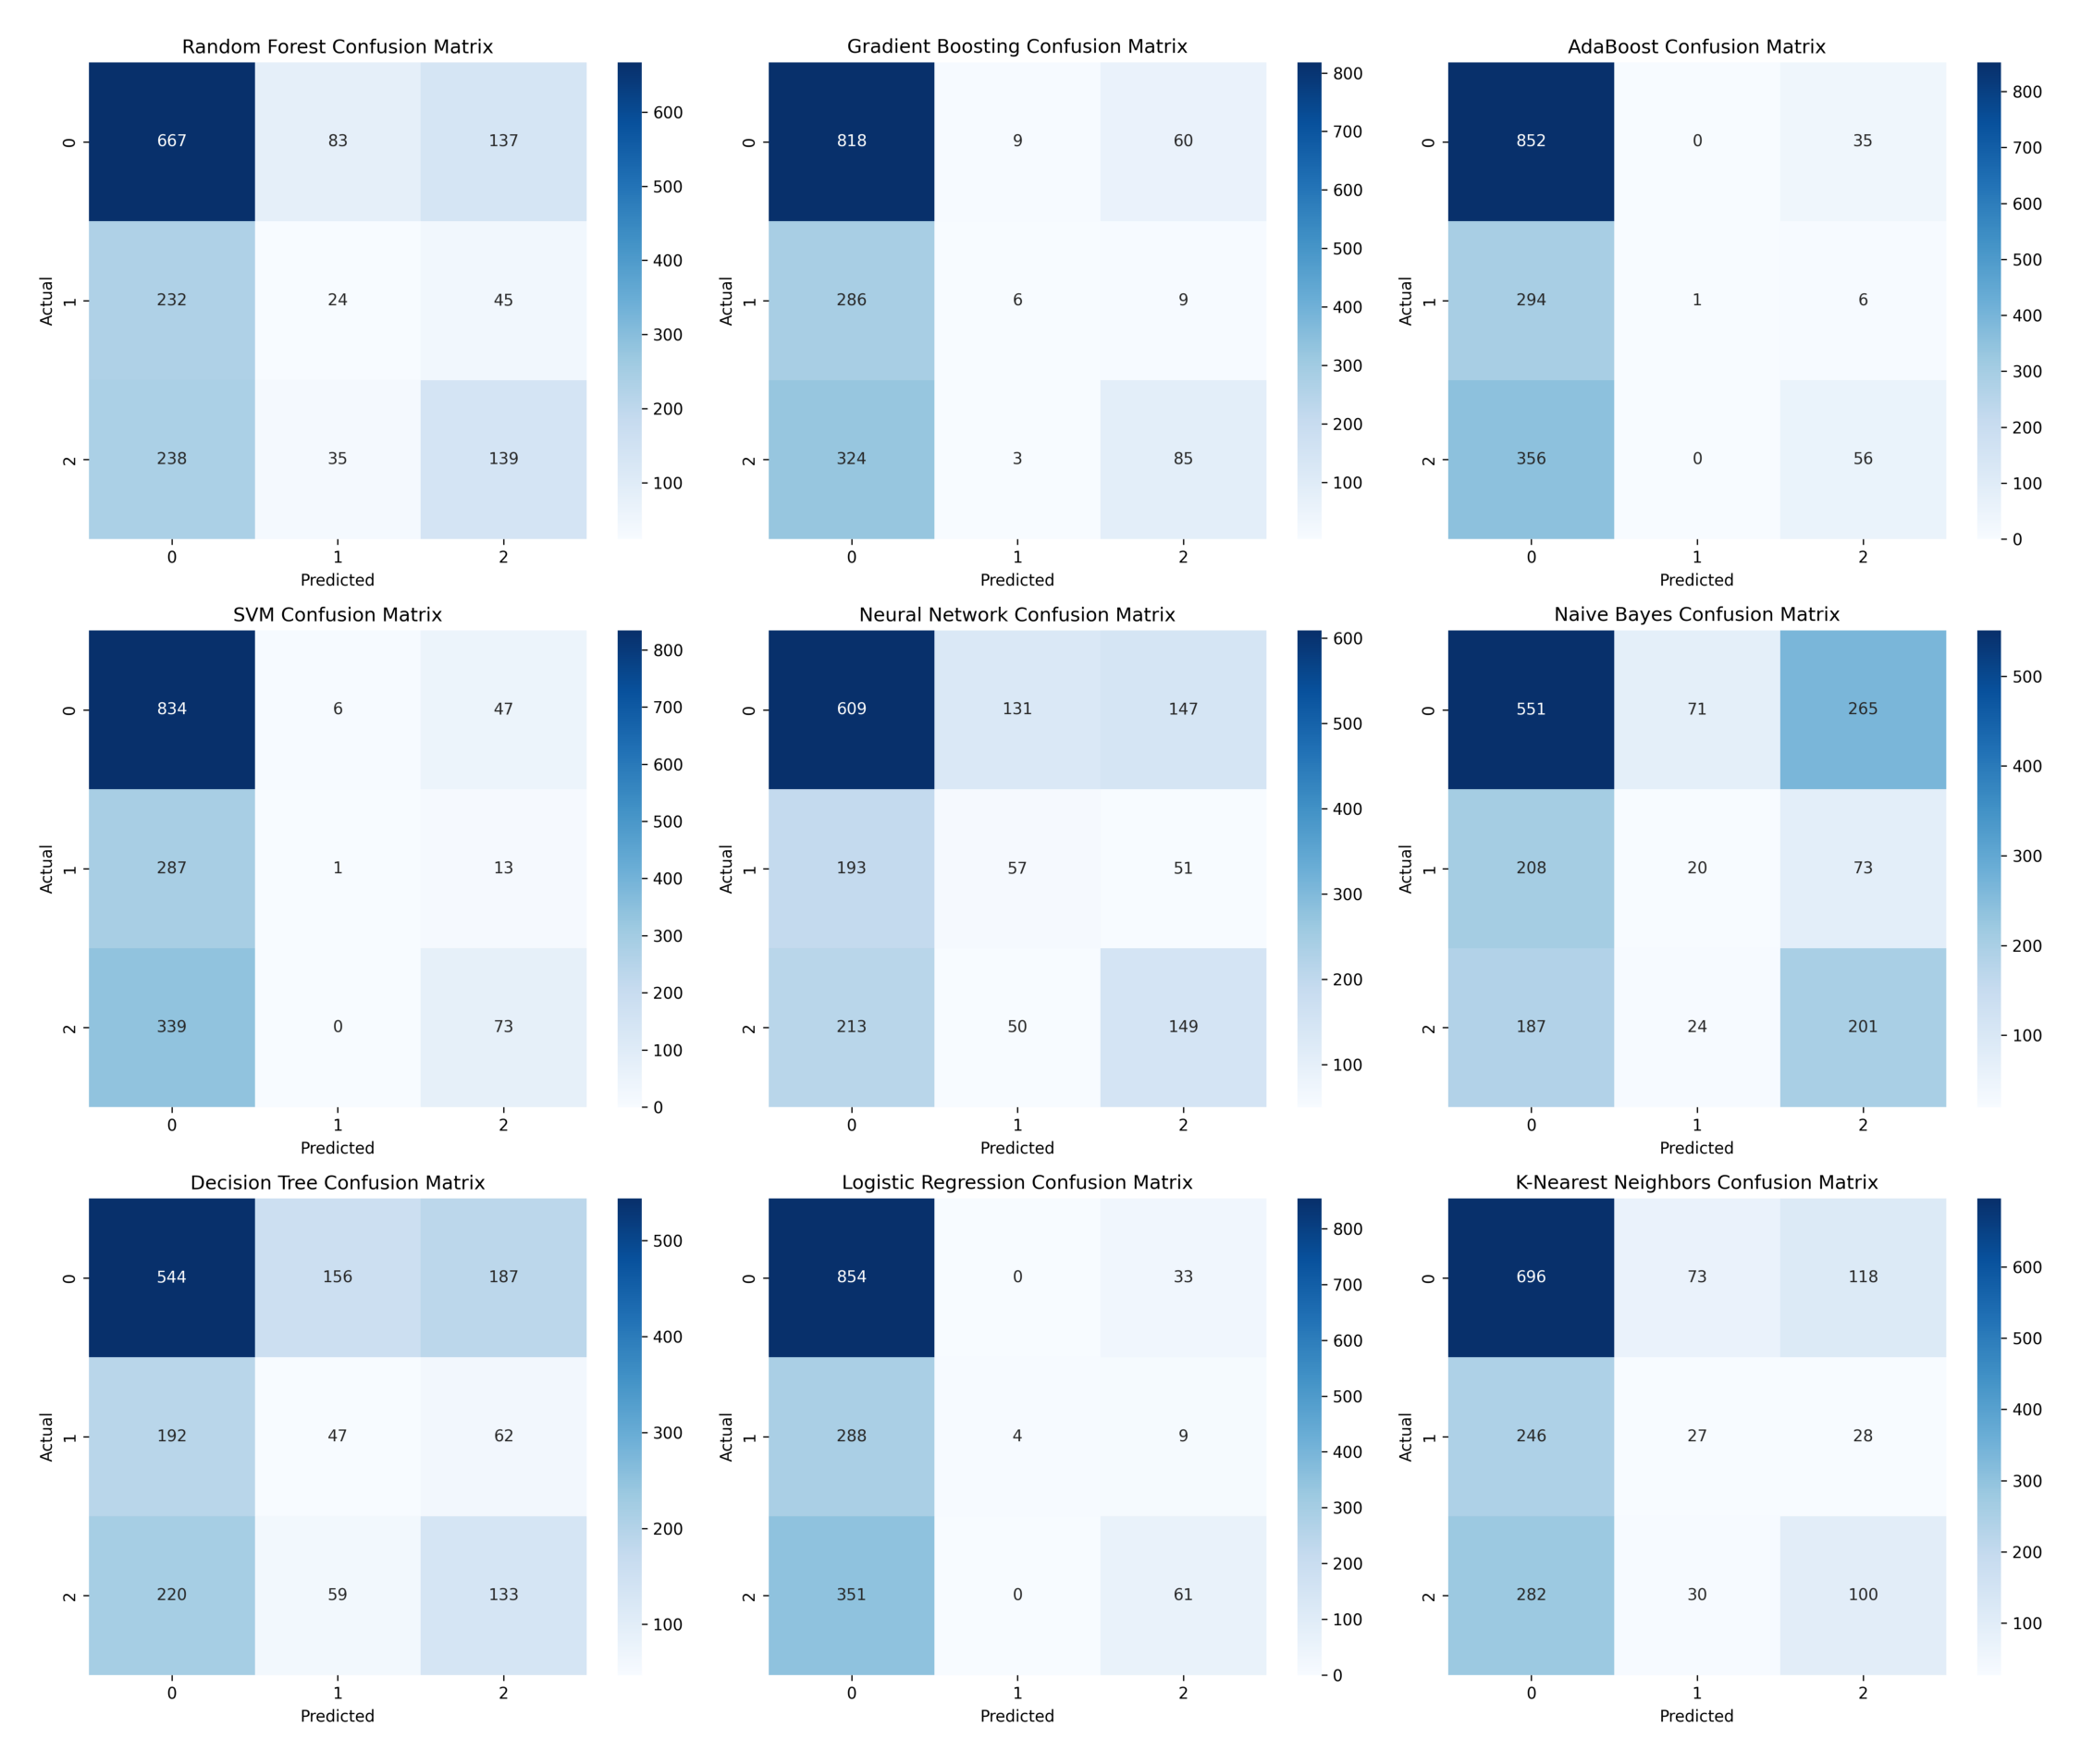 Random Forest Confusion Matrix
667 83 137
232 24 45
238 35 139
0 1 2
Predicted
Actual
0
1
2
600
500
400
300
200
100
Gradient Boosting Confusion Matrix
818 9 60
286 6 9
324 3 85
0 1 2
Predicted
Actual
0
1
2
800
700
600
500
400
300
200
100
AdaBoost Confusion Matrix
852 0 35
294 1 6
356 0 56
0 1 2
Predicted
Actual
0
1
2
800
700
600
500
400
300
200
100
0
SVM Confusion Matrix
834 6 47
287 1 13
339 0 73
0 1 2
Predicted
Actual
0
1
2
800
700
600
500
400
300
200
100
0
Neural Network Confusion Matrix
609 131 147
193 57 51
213 50 149
0 1 2
Predicted
Actual
0
1
2
600
500
400
300
200
100
Naive Bayes Confusion Matrix
551 71 265
208 20 73
187 24 201
0 1 2
Predicted
Actual
0
1
2
500
400
300
200
100
Decision Tree Confusion Matrix
544 156 187
192 47 62
220 59 133
0 1 2
Predicted
Actual
0
1
2
500
400
300
200
100
Logistic Regression Confusion Matrix
854 0 33
288 4 9
351 0 61
0 1 2
Predicted
Actual
0
1
2
800
700
600
500
400
300
200
100
0
K-Nearest Neighbors Confusion Matrix
696 73 118
246 27 28
282 30 100
0 1 2
Predicted
Actual
0
1
2
600
500
400
300
200
100